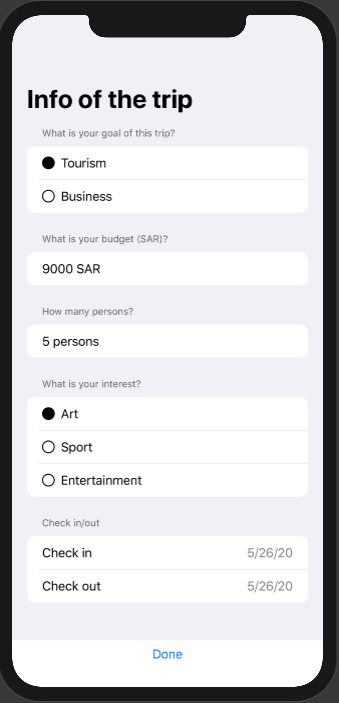 Info of the trip
What is your goal of this trip?
Tourism
Business
What is your budget (SAR)?
9000 SAR
How many persons?
5 persons
What is your interest?
Art
Sport
Entertainment
Check in/out
Check in 5/26/20
Check out 5/26/20
Done